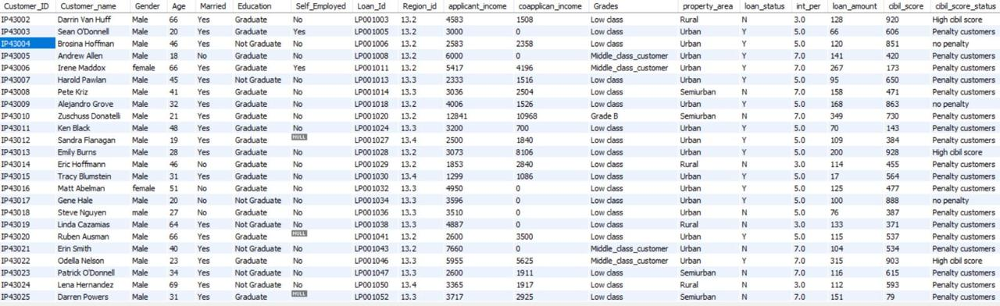 Customer_ID Customer_name Gender Age Married Education Self_Employed Loan_Id Region_id applicant_income coapplican_income Grades property_area loan_status int_per loan_amount cibil_score cibil_score_status
IP43002 Darrin Van Huff Male 66 Yes Graduate No LP001003 13.2 4583 1508 Low class Rural N 3.0 128 920 High cibil score
IP43003 Sean O'Donnell Male 20 Yes Graduate Yes LP001005 13.2 3000 0 Low class Urban Y 5.0 66 606 Penalty customers
IP43004 Brosina Hoffman Male 46 Yes Not Graduate No LP001006 13.2 2583 2358 Low class Urban Y 5.0 120 851 no penalty
IP43005 Andrew Allen Male 18 No Graduate No LP001008 13.2 6000 0 Middle_class_customer Urban Y 7.0 141 420 Penalty customers
IP43006 Irene Maddox female 66 Yes Graduate Yes LP001011 13.2 5417 4196 Middle_class_customer Urban Y 7.0 267 173 Penalty customers
IP43007 Harold Pawlan Male 45 Yes Not Graduate No LP001013 13.3 2333 1516 Low class Urban Y 5.0 95 650 Penalty customers
IP43008 Pete Kriz Male 41 Yes Graduate No LP001014 13.3 3036 2504 Low class Semiurban N 7.0 158 471 Penalty customers
IP43009 Alejandro Grove Male 32 Yes Graduate No LP001018 13.2 4006 1526 Low class Urban Y 5.0 168 863 no penalty
IP43010 Zuschuss Donatelli Male 21 Yes Graduate No LP001020 13.2 12841 10968 Grade B Semiurban N 7.0 349 730 Penalty customers
IP43011 Ken Black Male 48 Yes Graduate No LP001024 13.3 3200 700 Low class Urban Y 5.0 70 143 Penalty customers
IP43012 Sandra Flanagan Male 19 Yes Graduate NULL LP001027 13.4 2500 1840 Low class Urban Y 5.0 109 384 Penalty customers
IP43013 Emily Burns Male 28 Yes Graduate No LP001028 13.2 3073 8106 Low class Urban Y 5.0 200 928 High cibil score
IP43014 Eric Hoffmann Male 46 No Graduate No LP001029 13.2 1853 2840 Low class Rural N 3.0 114 455 Penalty customers
IP43015 Tracy Blumstein Male 31 Yes Graduate No LP001030 13.4 1299 1086 Low class Urban Y 5.0 17 564 Penalty customers
IP43016 Matt Abelman female 51 No Graduate No LP001032 13.3 4950 0 Low class Urban Y 5.0 125 477 Penalty customers
IP43017 Gene Hale Male 20 No Not Graduate No LP001034 13.3 3596 0 Low class Urban Y 5.0 100 888 no penalty
IP43018 Steve Nguyen male 27 No Graduate No LP001036 13.3 3510 0 Low class Urban N 5.0 76 387 Penalty customers
IP43019 Linda Cazamias Male 64 Yes Not Graduate No LP001038 13.2 4887 0 Low class Rural N 3.0 133 371 Penalty customers
IP43020 Ruben Ausman Male 66 Yes Graduate NULL LP001041 13.2 2600 3500 Low class Urban Y 5.0 115 537 Penalty customers
IP43021 Erin Smith Male 40 Yes Not Graduate No LP001043 13.2 7660 0 Middle_class_customer Urban N 7.0 104 534 Penalty customers
IP43022 Odella Nelson Male 23 Yes Graduate No LP001046 13.3 5955 5625 Middle_class_customer Urban Y 7.0 315 903 High cibil score
IP43023 Patrick O'Donnell Male 34 Yes Not Graduate No LP001047 13.3 2600 1911 Low class Semiurban N 7.0 116 615 Penalty customers
IP43024 Lena Hernandez Male 69 Yes Not Graduate No LP001050 13.4 3365 1917 Low class Rural N 3.0 112 593 Penalty customers
IP43025 Darren Powers Male 31 Yes Graduate NULL LP001052 13.3 3717 2925 Low class Semiurban N 7.0 151 79 Penalty customers